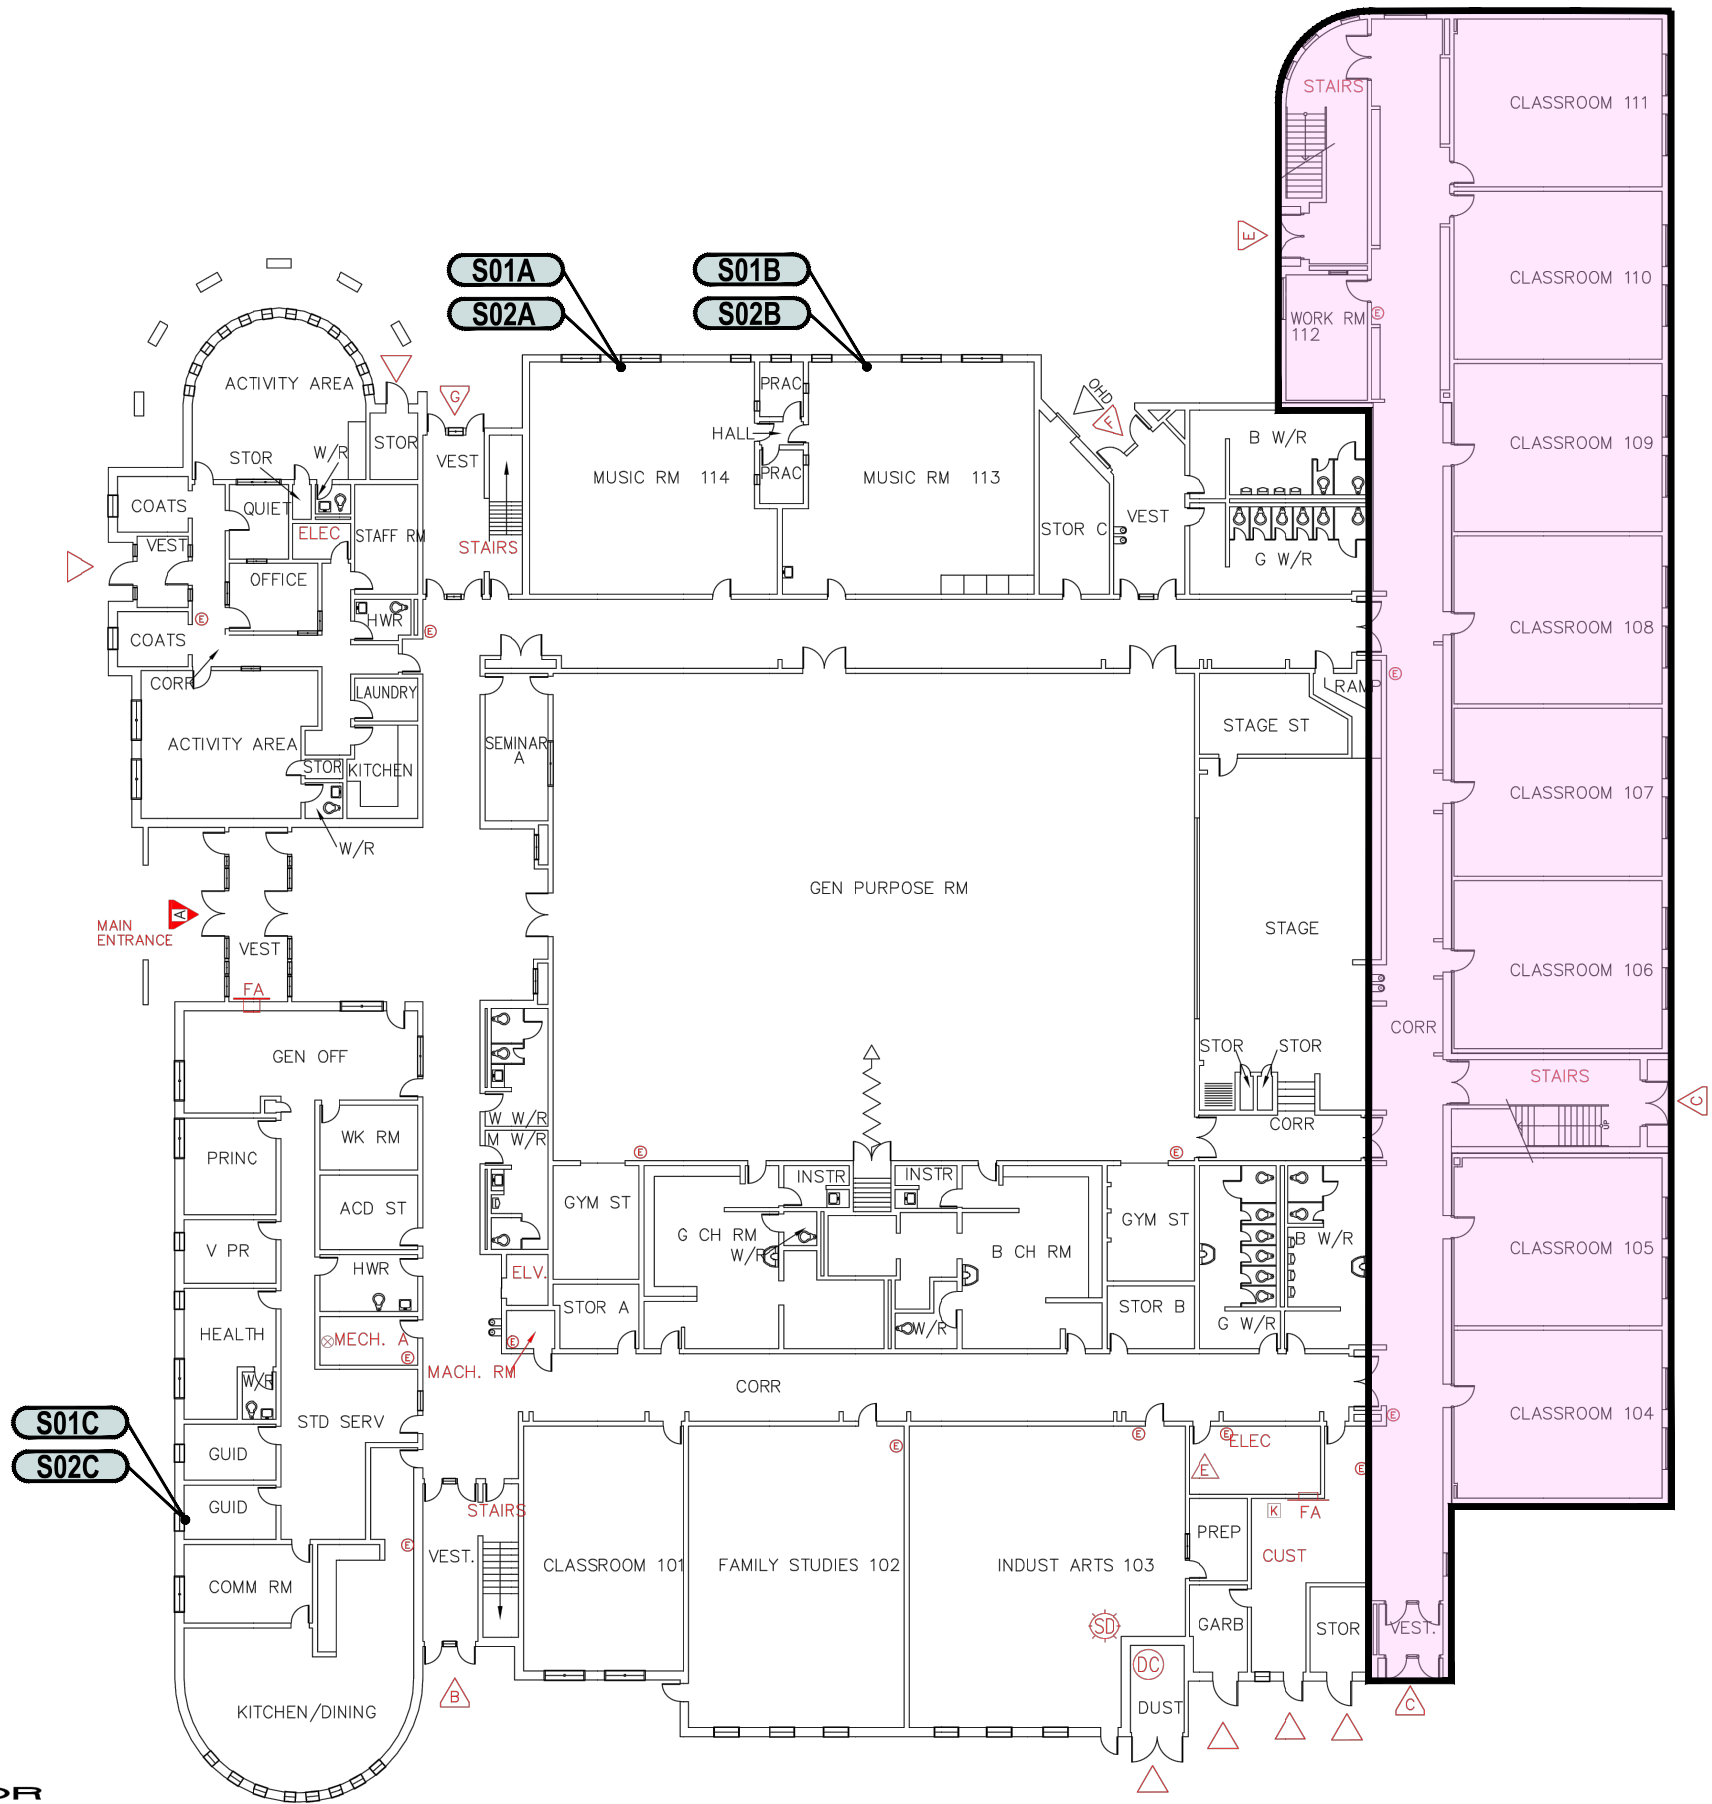 STAIRS
CLASSROOM 111
E
CLASSROOM 110
S01A
S01B
S02A
S02B
WORK RM
112
E
ACTIVITY AREA
G
PRAC
OHD
F
HALL
B W/R
CLASSROOM 109
STOR
W/R
STOR
VEST
MUSIC RM 114
PRAC
MUSIC RM 113
COATS
QUIET
ELEC
STAFF RM
STAIRS
STOR C
VEST
G W/R
VEST
OFFICE
E
HWR
E
CLASSROOM 108
COATS
CORR
LAUNDRY
E
RAMP
STAGE ST
ACTIVITY AREA
SEMINAR
A
STOR
KITCHEN
CLASSROOM 107
W/R
GEN PURPOSE RM
A
MAIN
ENTRANCE
VEST
STAGE
CLASSROOM 106
FA
GEN OFF
STOR
STOR
CORR
STAIRS
UP
C
W W/R
M W/R
CORR
WK RM
PRINC
E
E
INSTR
INSTR
ACD ST
GYM ST
G CH RM
W/R
B CH RM
GYM ST
B W/R
CLASSROOM 105
V PR
HWR
ELV.
STOR A
STOR B
G W/R
W/R
HEALTH
MECH. A
E
E
MACH. RM
W/R
CORR
STD SERV
S01C
S02C
GUID
GUID
E
E
E
ELEC
E
CLASSROOM 104
E
E
STAIRS
K
FA
PREP
CUST
E
VEST.
CLASSROOM 101
FAMILY STUDIES 102
INDUST ARTS 103
COMM RM
SD
GARB
STOR
VEST.
DC
B
C
KITCHEN/DINING
DUST